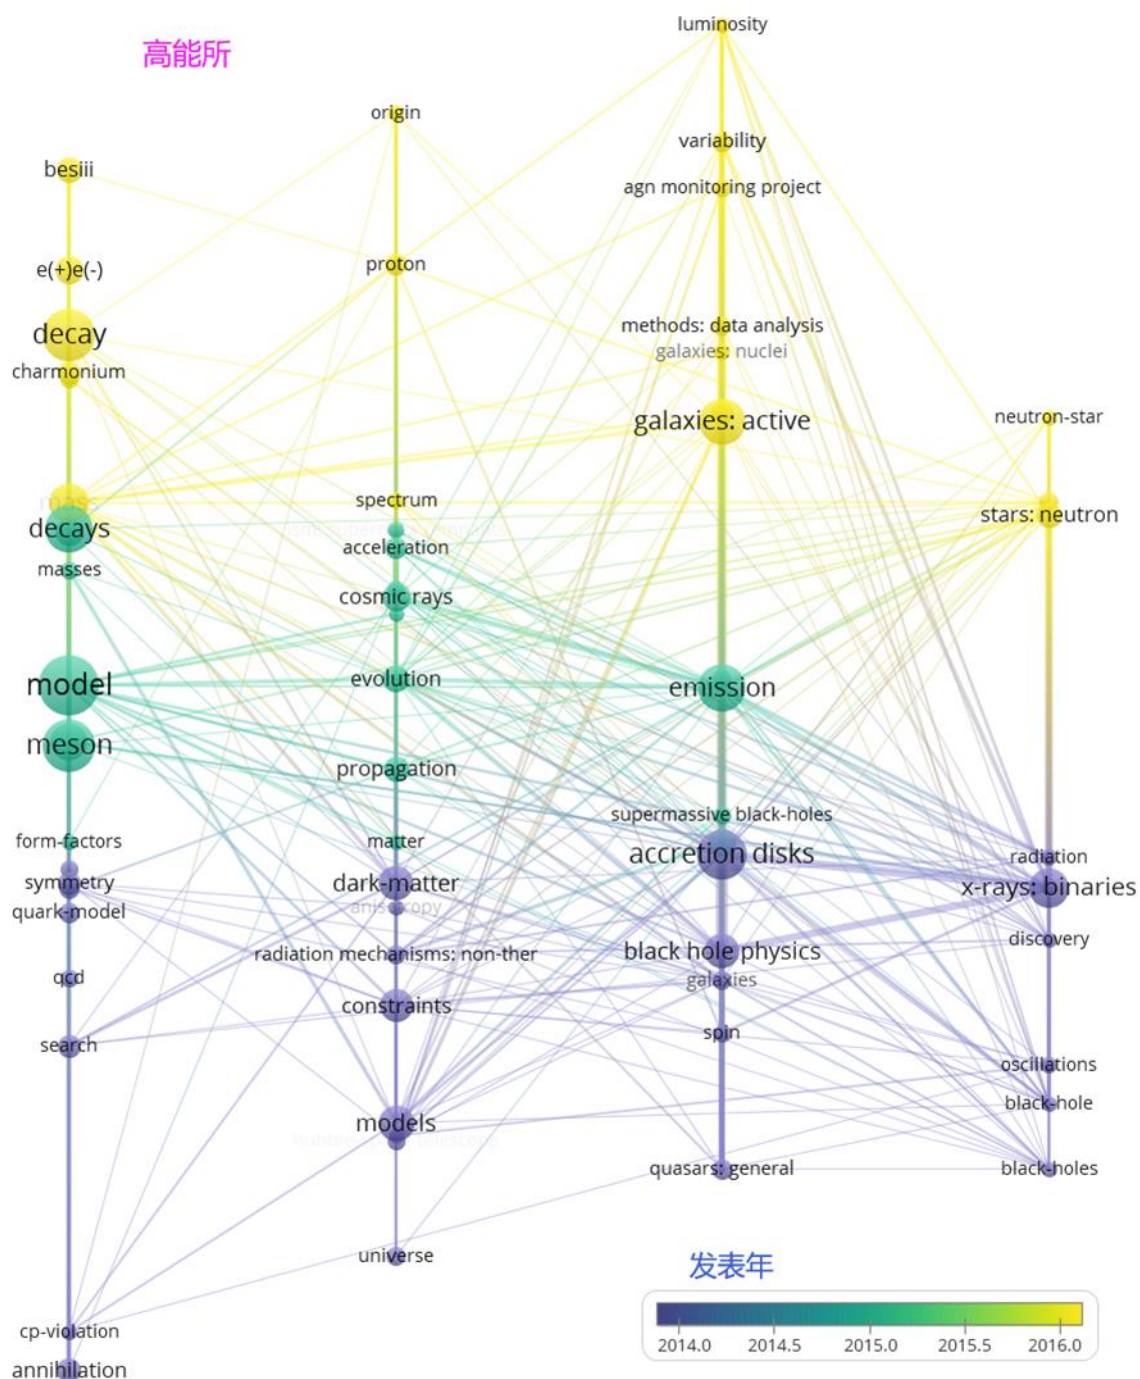 高能所
luminosity
origin
variability
besiii
agn monitoring project
e(+)e(-)
proton
decay
methods: data analysis
galaxies: nuclei
charmonium
galaxies: active
neutron-star
mass
spectrum
decays
stars: neutron
acceleration
masses
cosmic rays
model
evolution
emission
meson
propagation
supermassive black-holes
form-factors
matter
accretion disks
radiation
symmetry
dark-matter
x-rays: binaries
anisotropy
quark-model
discovery
radiation mechanisms: non-ther
black hole physics
qcd
galaxies
constraints
spin
search
oscillations
black-hole
models
quasars: general
black-holes
universe
发表年
cp-violation
2014.0 2014.5 2015.0 2015.5 2016.0
annihilation